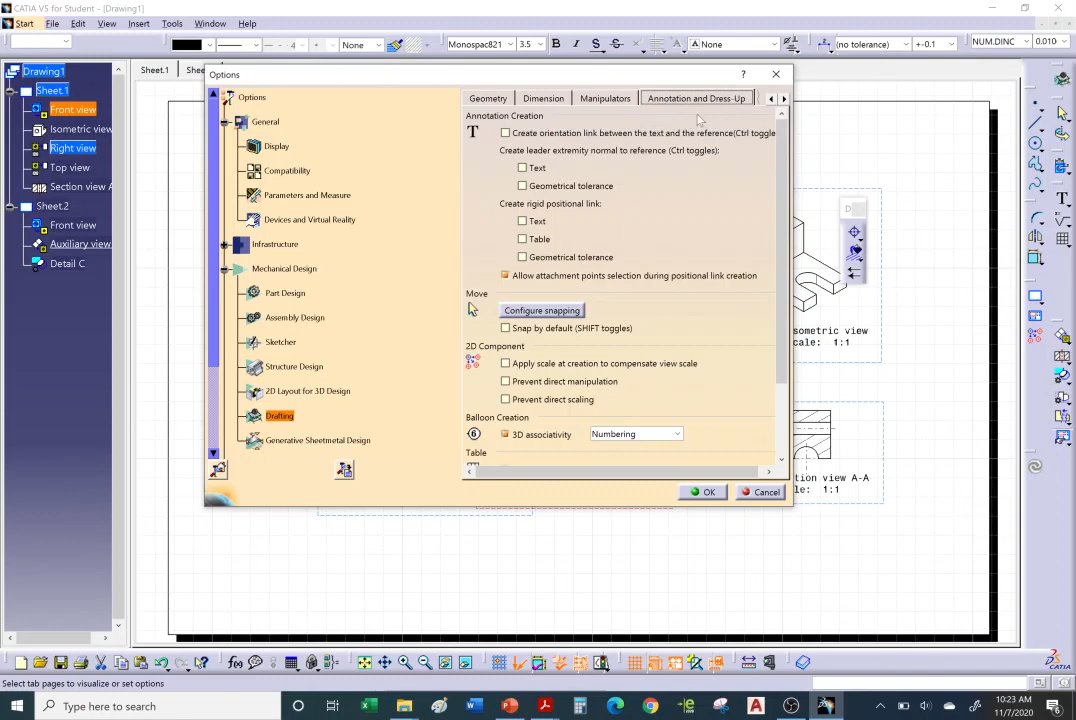 CATIA V5 for Student - [Drawing1]
Start File Edit View Insert Tools Window Help
None Monospac821 3.5 B I S S None (no tolerance) +-0.1 NUM.DINC 0.010
Drawing1
Sheet.1
Front view
Isometric view
Right view
Top view
Section view A
Sheet.2
Front view
Auxiliary view
Detail C
Sheet.1
Options
Options
General
Display
Compatibility
Parameters and Measure
Devices and Virtual Reality
Infrastructure
Mechanical Design
Part Design
Assembly Design
Sketcher
Structure Design
2D Layout for 3D Design
Drafting
Generative Sheetmetal Design
Geometry Dimension Manipulators Annotation and Dress-Up
Annotation Creation
Create orientation link between the text and the reference(Ctrl toggle
Create leader extremity normal to reference (Ctrl toggles):
Text
Geometrical tolerance
Create rigid positional link:
Text
Table
Geometrical tolerance
Allow attachment points selection during positional link creation
Move
Configure snapping
Snap by default (SHIFT toggles)
2D Component
Apply scale at creation to compensate view scale
Prevent direct manipulation
Prevent direct scaling
Balloon Creation
3D associativity Numbering
Table
OK Cancel
sometric view
cale: 1:1
tion view A-A
le: 1:1
Select tab pages to visualize or set options
Type here to search
10:23 AM
11/7/2020